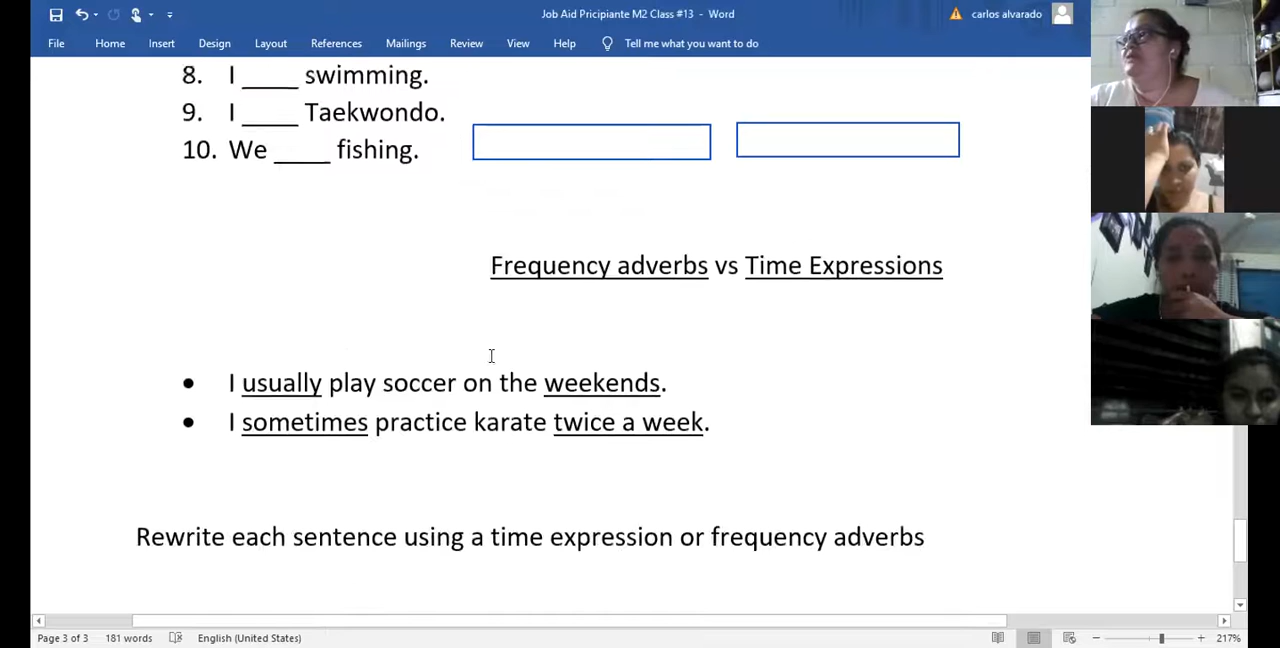 Job Aid Pricipiante M2 Class #13 - Word
carlos alvarado
File Home Insert Design Layout References Mailings Review View Help Tell me what you want to do
8. I ____ swimming.
9. I ____ Taekwondo.
10. We ____ fishing.
Frequency adverbs vs Time Expressions
• I usually play soccer on the weekends.
• I sometimes practice karate twice a week.
Rewrite each sentence using a time expression or frequency adverbs
Page 3 of 3 181 words English (United States) 217%